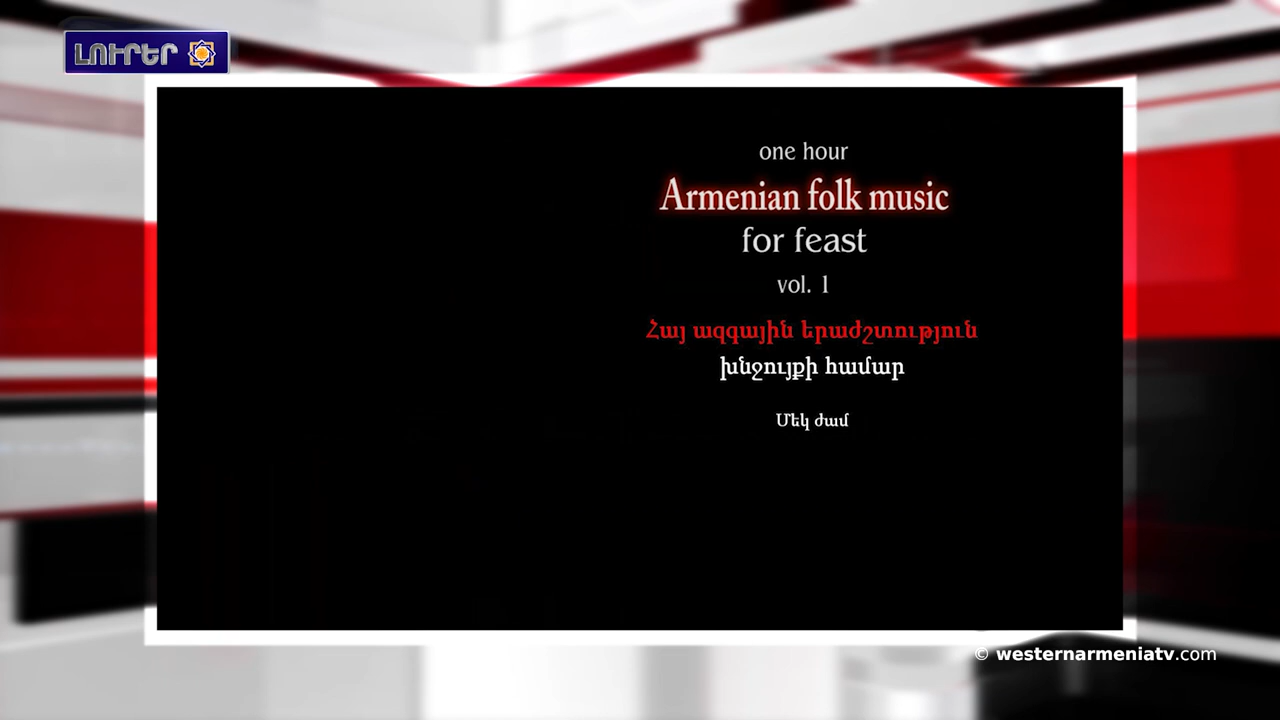 ԼՈՒՐԵՐ
one hour
Armenian folk music
for feast
vol. 1
Հայ ազգային երաժշտություն
խնջույքի համար
Մեկ ժամ
© westernarmeniatv.com